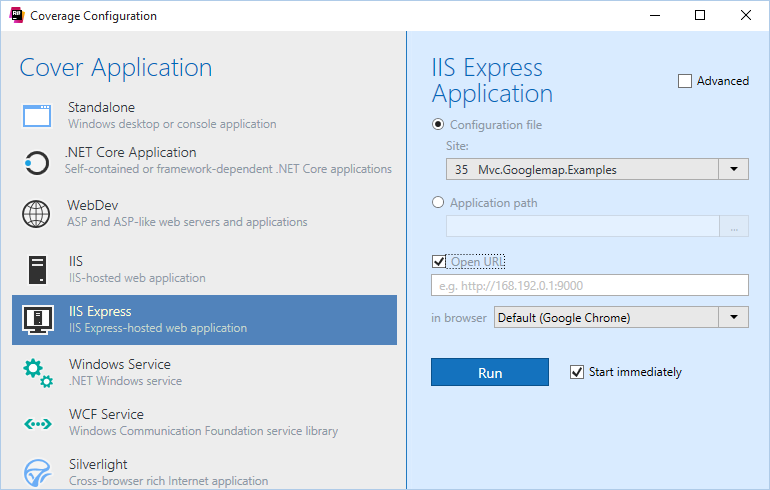 Coverage Configuration
Cover Application
Standalone
Windows desktop or console application
.NET Core Application
Self-contained or framework-dependent .NET Core applications
WebDev
ASP and ASP-like web servers and applications
IIS
IIS-hosted web application
IIS Express
IIS Express-hosted web application
Windows Service
.NET Windows service
WCF Service
Windows Communication Foundation service library
Silverlight
Cross-browser rich Internet application
IIS Express
Application
Advanced
Configuration file
Site:
35 Mvc.Googlemap.Examples
Application path
...
Open URL
e.g. http://168.192.0.1:9000
in browser Default (Google Chrome)
Run Start immediately